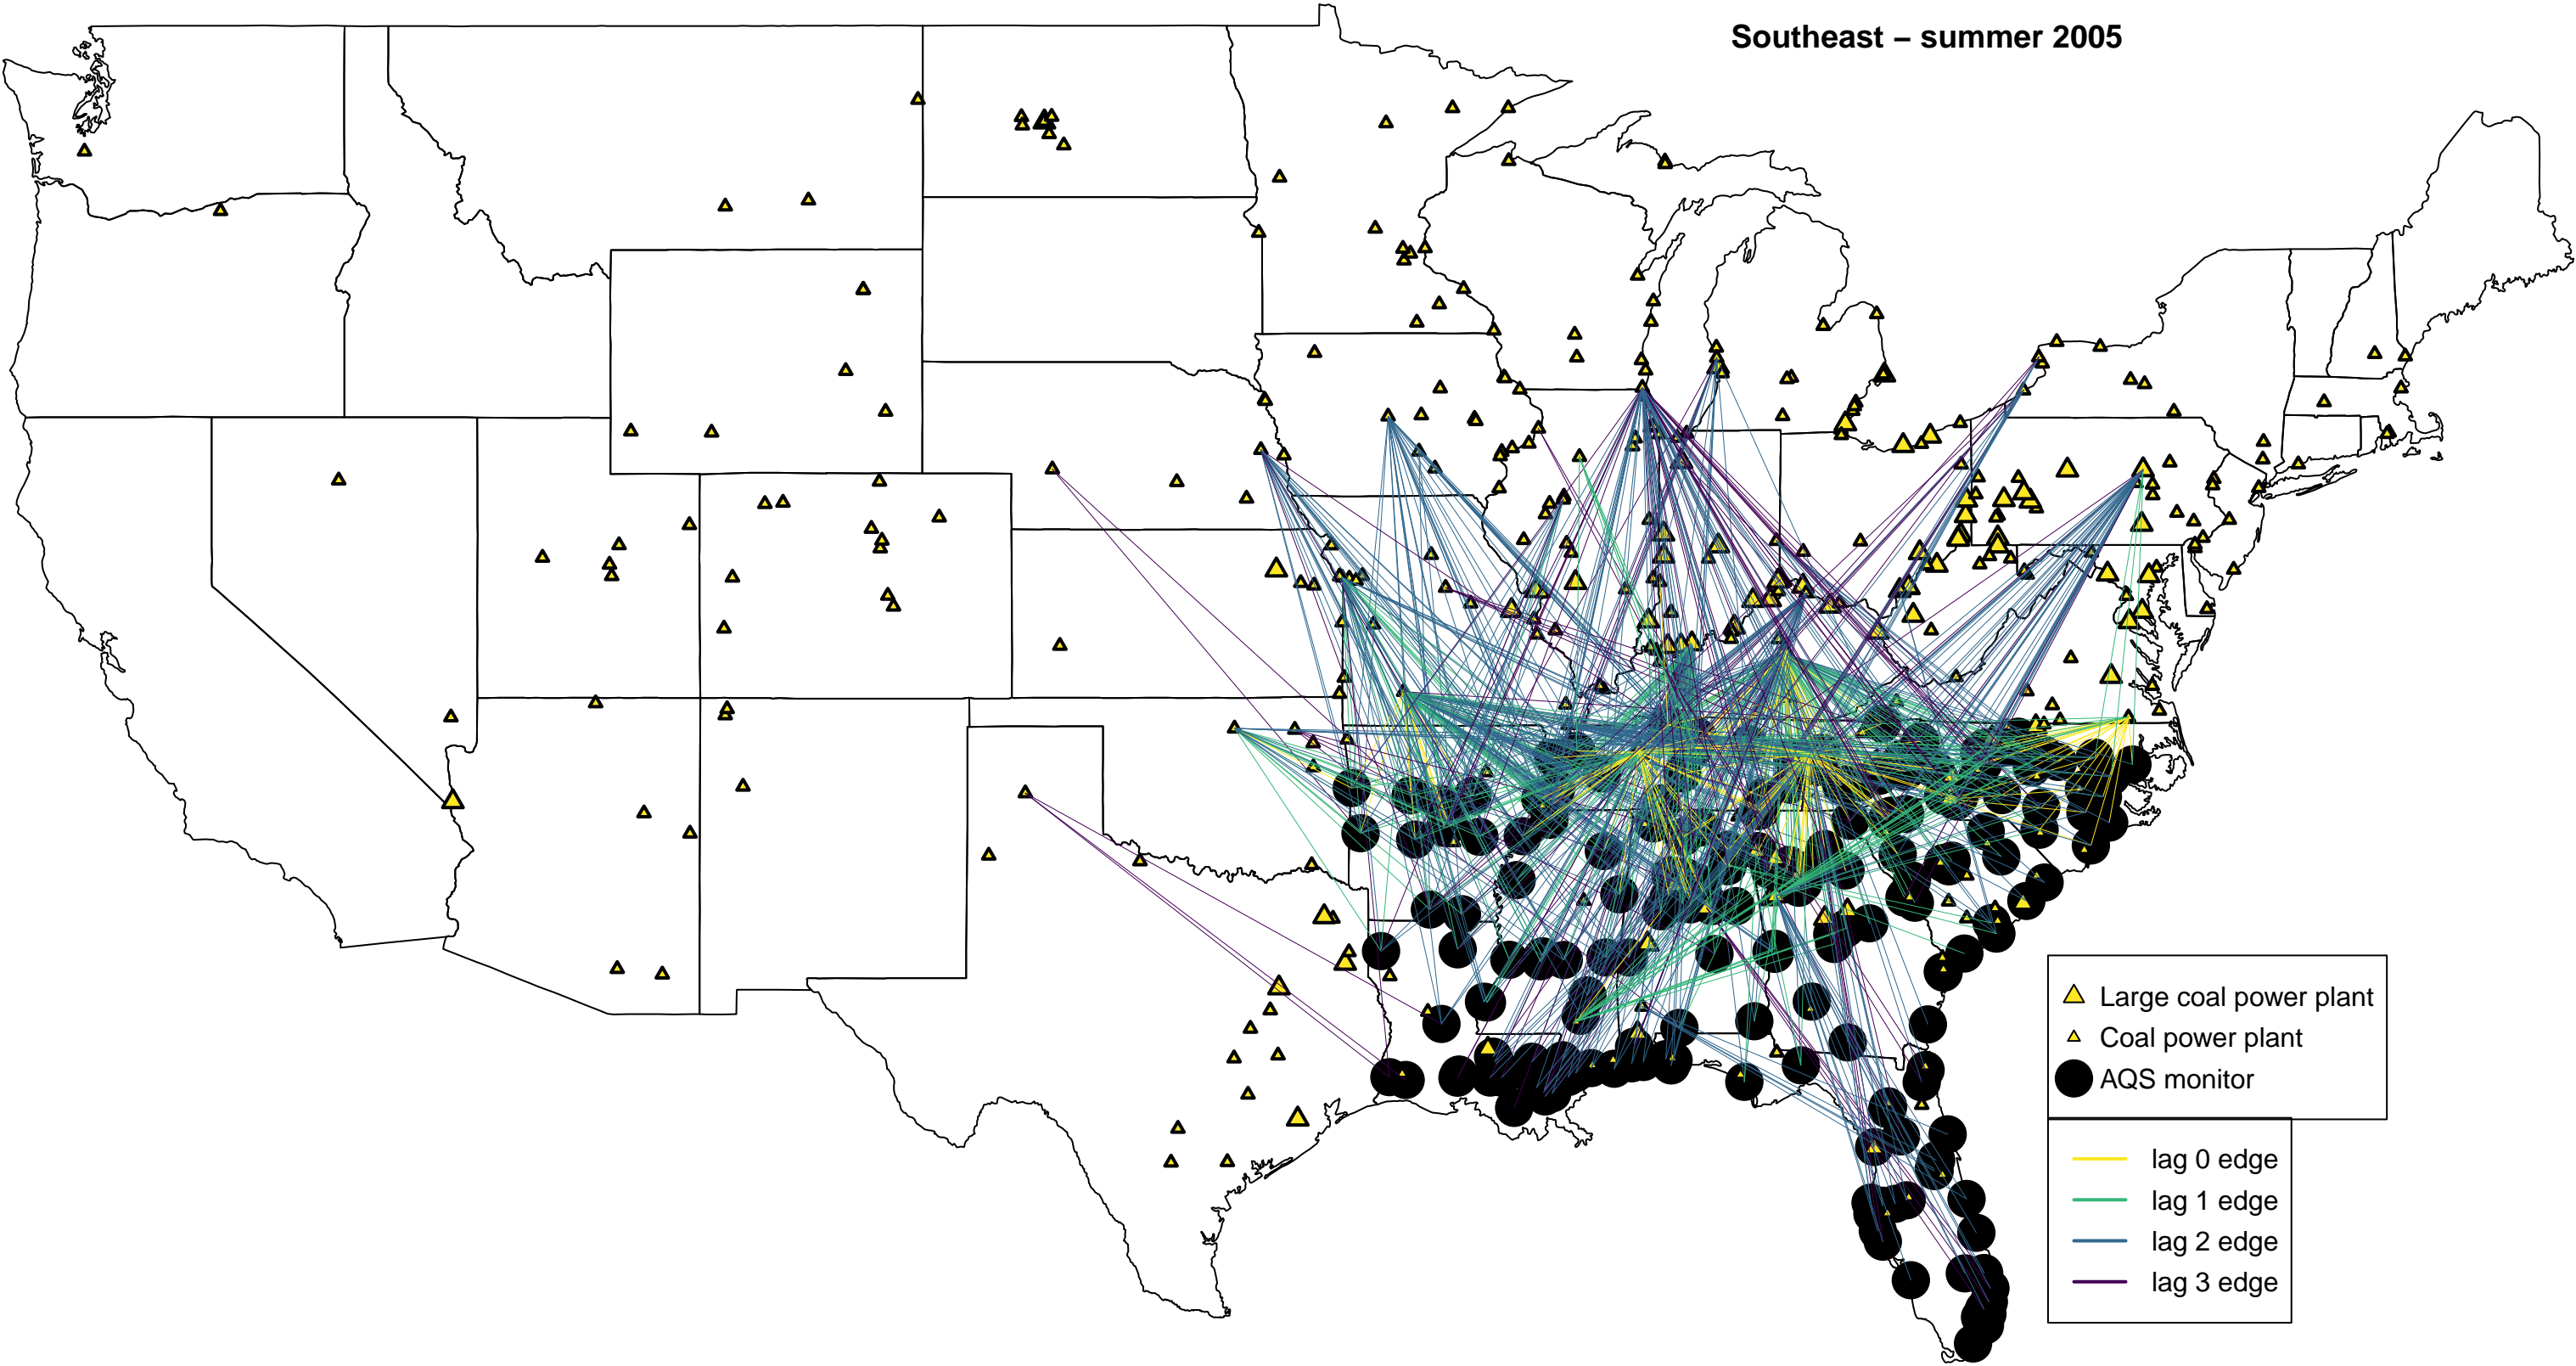 Southeast – summer 2005
Large coal power plant
Coal power plant
AQS monitor
lag 0 edge
lag 1 edge
lag 2 edge
lag 3 edge